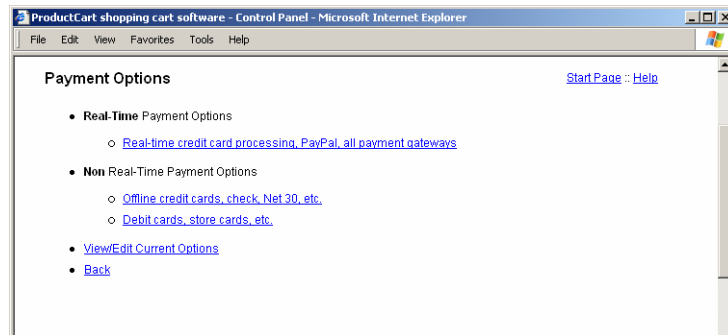 ProductCart shopping cart software - Control Panel - Microsoft Internet Explorer
File Edit View Favorites Tools Help
Payment Options Start Page :: Help
Real-Time Payment Options
Real-time credit card processing, PayPal, all payment gateways
Non Real-Time Payment Options
Offline credit cards, check, Net 30, etc.
Debit cards, store cards, etc.
View/Edit Current Options
Back